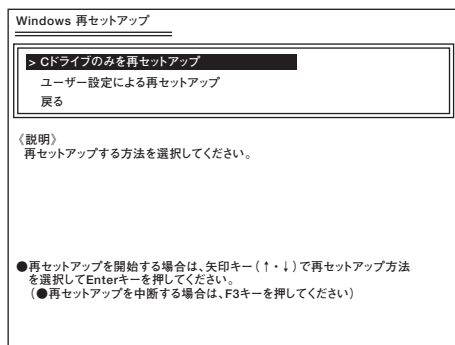 Windows 再セットアップ
> Cドライブのみを再セットアップ
ユーザー設定による再セットアップ
戻る
《説明》
再セットアップする方法を選択してください。
●再セットアップを開始する場合は、矢印キー(↑・↓)で再セットアップ方法
を選択してEnterキーを押してください。
(●再セットアップを中断する場合は、F3キーを押してください)